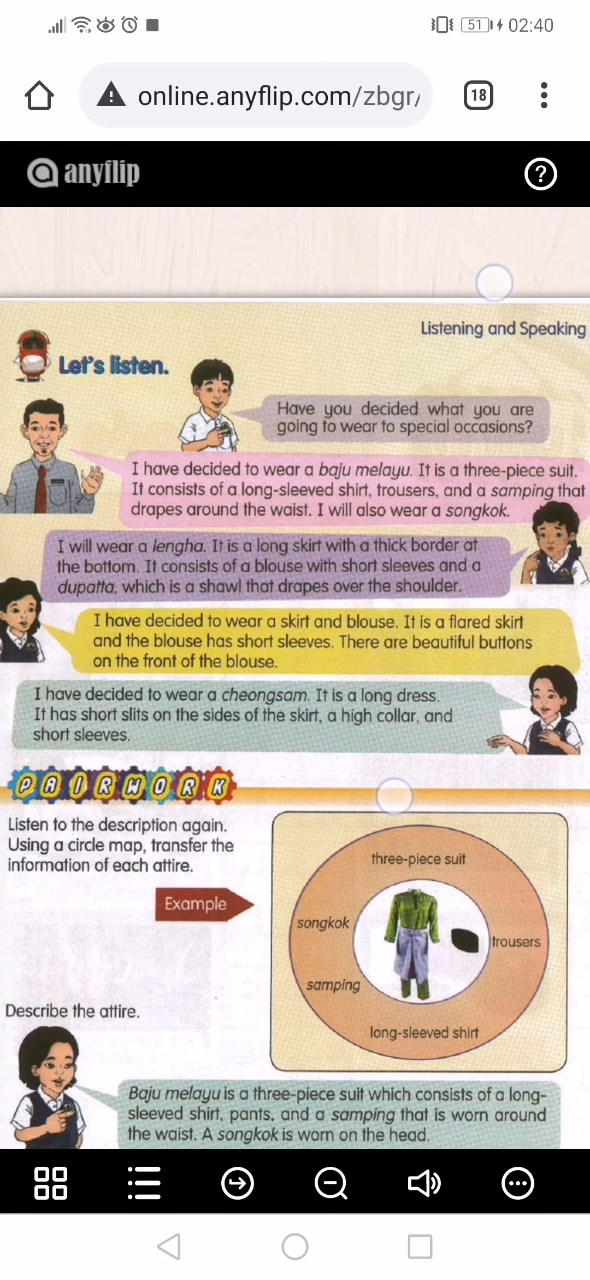 51 02:40
online.anyflip.com/zbgr/
18
anyflip
?
Listening and Speaking
Let's listen.
Have you decided what you are
going to wear to special occasions?
I have decided to wear a baju melayu. It is a three-piece suit.
It consists of a long-sleeved shirt, trousers, and a samping that
drapes around the waist. I will also wear a songkok.
I will wear a lengha. It is a long skirt with a thick border at
the bottom. It consists of a blouse with short sleeves and a
dupatta, which is a shawl that drapes over the shoulder.
I have decided to wear a skirt and blouse. It is a flared skirt
and the blouse has short sleeves. There are beautiful buttons
on the front of the blouse.
I have decided to wear a cheongsam. It is a long dress.
It has short slits on the sides of the skirt, a high collar, and
short sleeves.
PAIRWORK
Listen to the description again.
Using a circle map, transfer the
information of each attire.
Example
three-piece suit
songkok
trousers
samping
long-sleeved shirt
Describe the attire.
Baju melayu is a three-piece suit which consists of a long-
sleeved shirt, pants, and a samping that is worn around
the waist. A songkok is worn on the head.